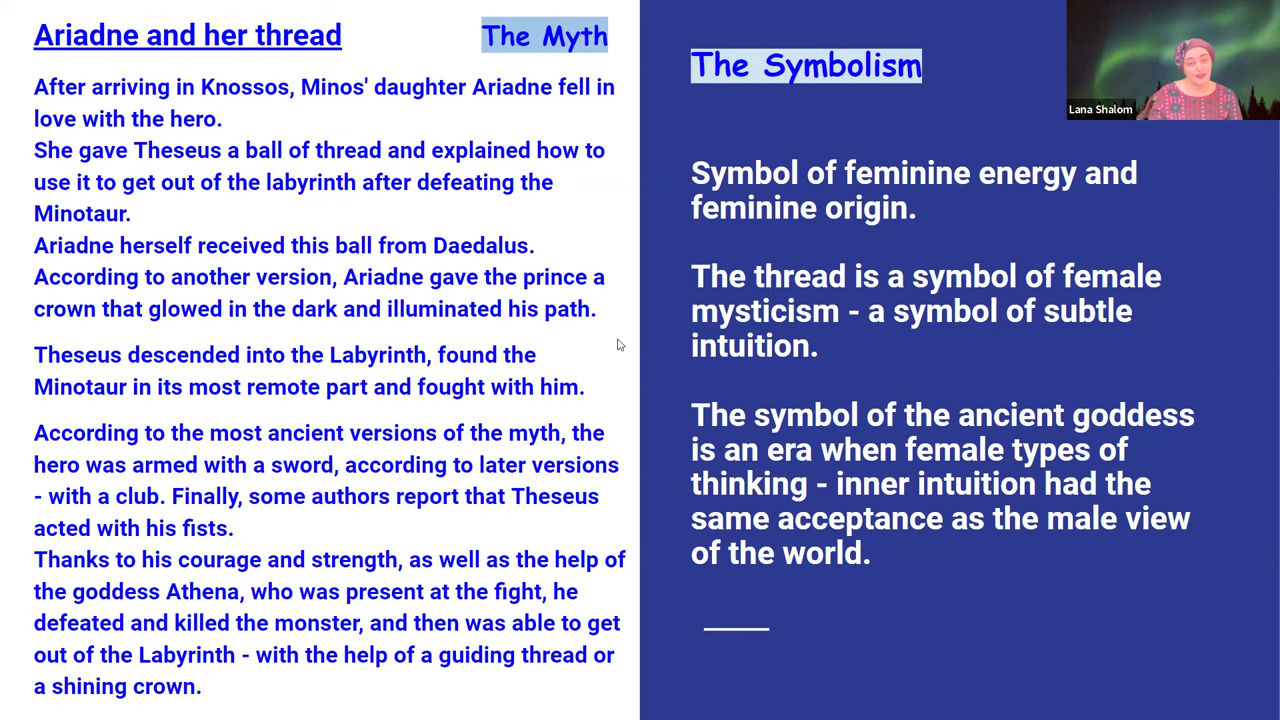 Ariadne and her thread
The Myth
After arriving in Knossos, Minos' daughter Ariadne fell in
love with the hero.
She gave Theseus a ball of thread and explained how to
use it to get out of the labyrinth after defeating the
Minotaur.
Ariadne herself received this ball from Daedalus.
According to another version, Ariadne gave the prince a
crown that glowed in the dark and illuminated his path.
Theseus descended into the Labyrinth, found the
Minotaur in its most remote part and fought with him.
According to the most ancient versions of the myth, the
hero was armed with a sword, according to later versions
- with a club. Finally, some authors report that Theseus
acted with his fists.
Thanks to his courage and strength, as well as the help of
the goddess Athena, who was present at the fight, he
defeated and killed the monster, and then was able to get
out of the Labyrinth - with the help of a guiding thread or
a shining crown.
The Symbolism
Symbol of feminine energy and
feminine origin.
The thread is a symbol of female
mysticism - a symbol of subtle
intuition.
The symbol of the ancient goddess
is an era when female types of
thinking - inner intuition had the
same acceptance as the male view
of the world.
Lana Shalom